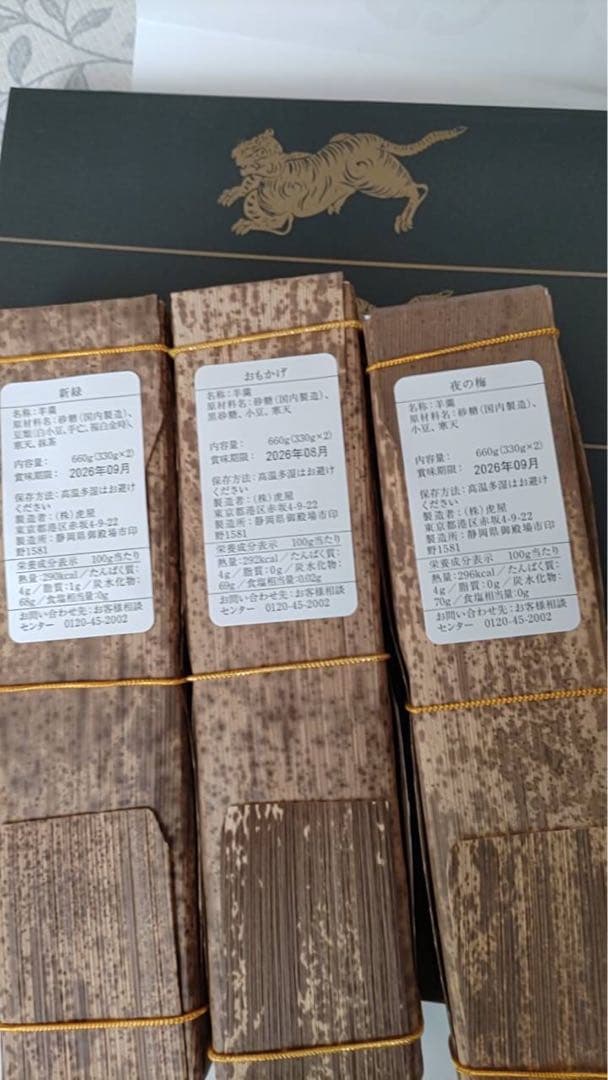 新緑
名称：羊羹
原材料名：砂糖（国内製造）、
豆類（白小豆、手亡、福白金時）、
寒天、抹茶
内容量： 660g（330g×2）
賞味期限： 2026年09月
保存方法：高温多湿はお避け
ください
製造者：（株）虎屋
東京都港区赤坂4-9-22
製造所：静岡県御殿場市印
野1581
栄養成分表示 100g当たり
熱量：290kcal／たんぱく質：
4g／脂質：1g／炭水化物：
68g／食塩相当量：0g
お問い合わせ先：お客様相談
センター 0120-45-2002
おもかげ
名称：羊羹
原材料名：砂糖（国内製造）、
黒砂糖、小豆、寒天
内容量： 660g（330g×2）
賞味期限： 2026年08月
保存方法：高温多湿はお避け
ください
製造者：（株）虎屋
東京都港区赤坂4-9-22
製造所：静岡県御殿場市印
野1581
栄養成分表示 100g当たり
熱量：292kcal／たんぱく質：
4g／脂質：0g／炭水化物：
69g／食塩相当量：0.02g
お問い合わせ先：お客様相談
センター 0120-45-2002
夜の梅
名称：羊羹
原材料名：砂糖（国内製造）、
小豆、寒天
内容量： 660g（330g×2）
賞味期限： 2026年09月
保存方法：高温多湿はお避け
ください
製造者：（株）虎屋
東京都港区赤坂4-9-22
製造所：静岡県御殿場市印
野1581
栄養成分表示 100g当たり
熱量：296kcal／たんぱく質：
4g／脂質：0g／炭水化物：
70g／食塩相当量：0g
お問い合わせ先：お客様相談
センター 0120-45-2002